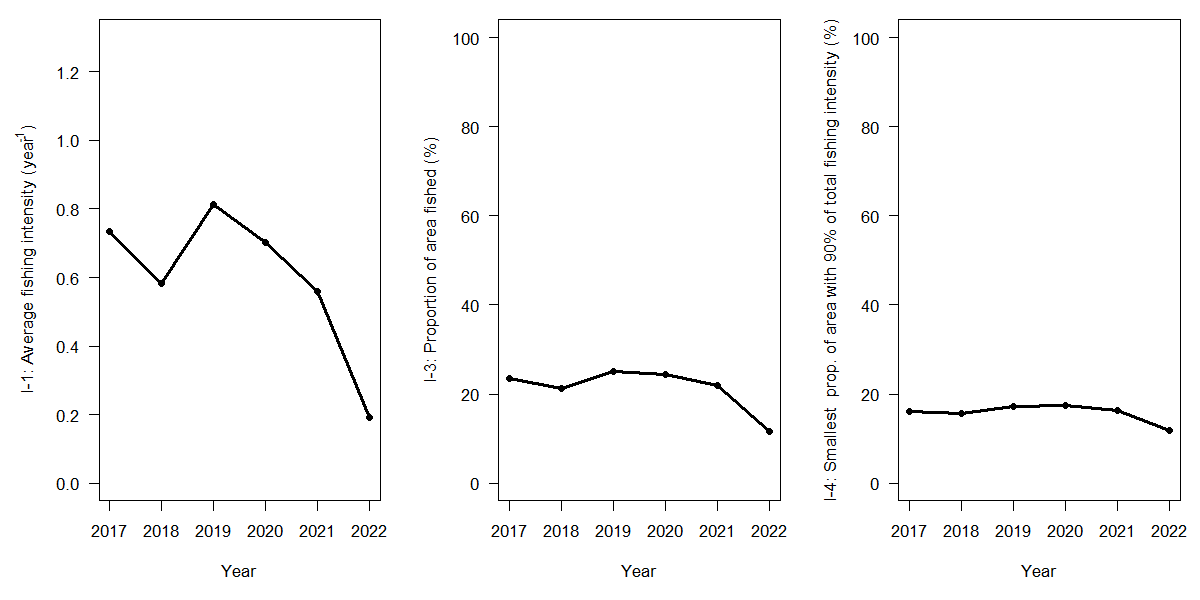 I-1: Average fishing intensity (year⁻¹)
1.2
1.0
0.8
0.6
0.4
0.2
0.0
2017 2018 2019 2020 2021 2022
Year
I-3: Proportion of area fished (%)
100
80
60
40
20
0
2017 2018 2019 2020 2021 2022
Year
I-4: Smallest  prop. of area with 90% of total fishing intensity (%)
100
80
60
40
20
0
2017 2018 2019 2020 2021 2022
Year